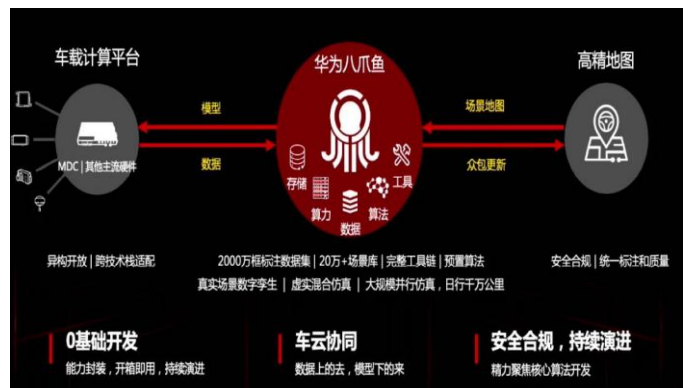 车载计算平台
华为八爪鱼
高精地图
模型
场景地图
数据
众包更新
MDC | 其他主流硬件
存储
算力
数据
算法
工具
异构开放 | 跨技术栈适配
2000万框标注数据集 | 20万+场景库 | 完整工具链 | 预置算法
安全合规 | 统一标注和质量
真实场景数字孪生 | 虚实混合仿真 | 大规模并行仿真，日行千万公里
0基础开发
车云协同
安全合规，持续演进
能力封装，开箱即用，持续演进
数据上的去，模型下的来
精力聚焦核心算法开发